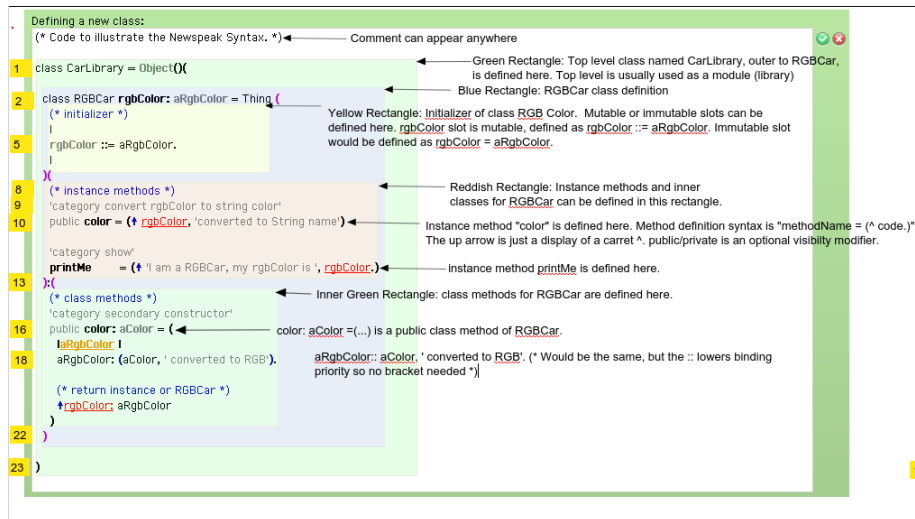 Defining a new class:
(* Code to illustrate the Newspeak Syntax. *)
Comment can appear anywhere
1
class CarLibrary = Object()(
Green Rectangle: Top level class named CarLibrary, outer to RGBCar,
is defined here. Top level is usually used as a module (library)
Blue Rectangle: RGBCar class definition
2
class RGBCar rgbColor: aRgbColor = Thing (
(* initializer *)
|
5
rgbColor ::= aRgbColor.
|
)(
Yellow Rectangle: Initializer of class RGB Color. Mutable or immutable slots can be
defined here. rgbColor slot is mutable, defined as rgbColor ::= aRgbColor. Immutable slot
would be defined as rgbColor = aRgbColor.
8
(* instance methods *)
Reddish Rectangle: Instance methods and inner
classes for RGBCar can be defined in this rectangle.
9
'category convert rgbColor to string color'
10
public color = (↑ rgbColor, 'converted to String name')
Instance method "color" is defined here. Method definition syntax is "methodName = (^ code.)"
The up arrow is just a display of a carret ^. public/private is an optional visibilty modifier.
'category show'
printMe = (↑ 'I am a RGBCar, my rgbColor is ', rgbColor.)
instance method printMe is defined here.
13
):(
(* class methods *)
Inner Green Rectangle: class methods for RGBCar are defined here.
'category secondary constructor'
16
public color: aColor = (
color: aColor =(...) is a public class method of RGBCar.
|aRgbColor |
18
aRgbColor: (aColor, ' converted to RGB').
aRgbColor:: aColor, ' converted to RGB'. (* Would be the same, but the :: lowers binding
priority so no bracket needed *)
(* return instance or RGBCar *)
↑rgbColor: aRgbColor
)
22
)
23
)